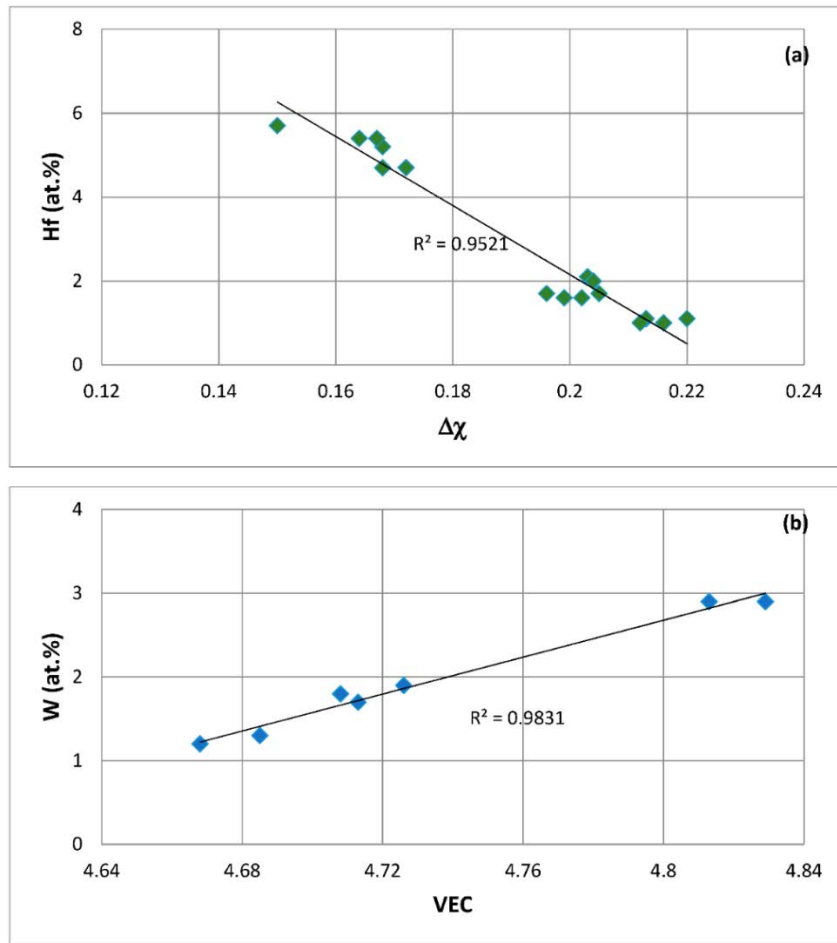 (a)
8
6
4
2
0
Hf (at.%)
R² = 0.9521
0.12 0.14 0.16 0.18 0.2 0.22 0.24
Δχ
(b)
4
3
2
1
0
W (at.%)
R² = 0.9831
4.64 4.68 4.72 4.76 4.8 4.84
VEC